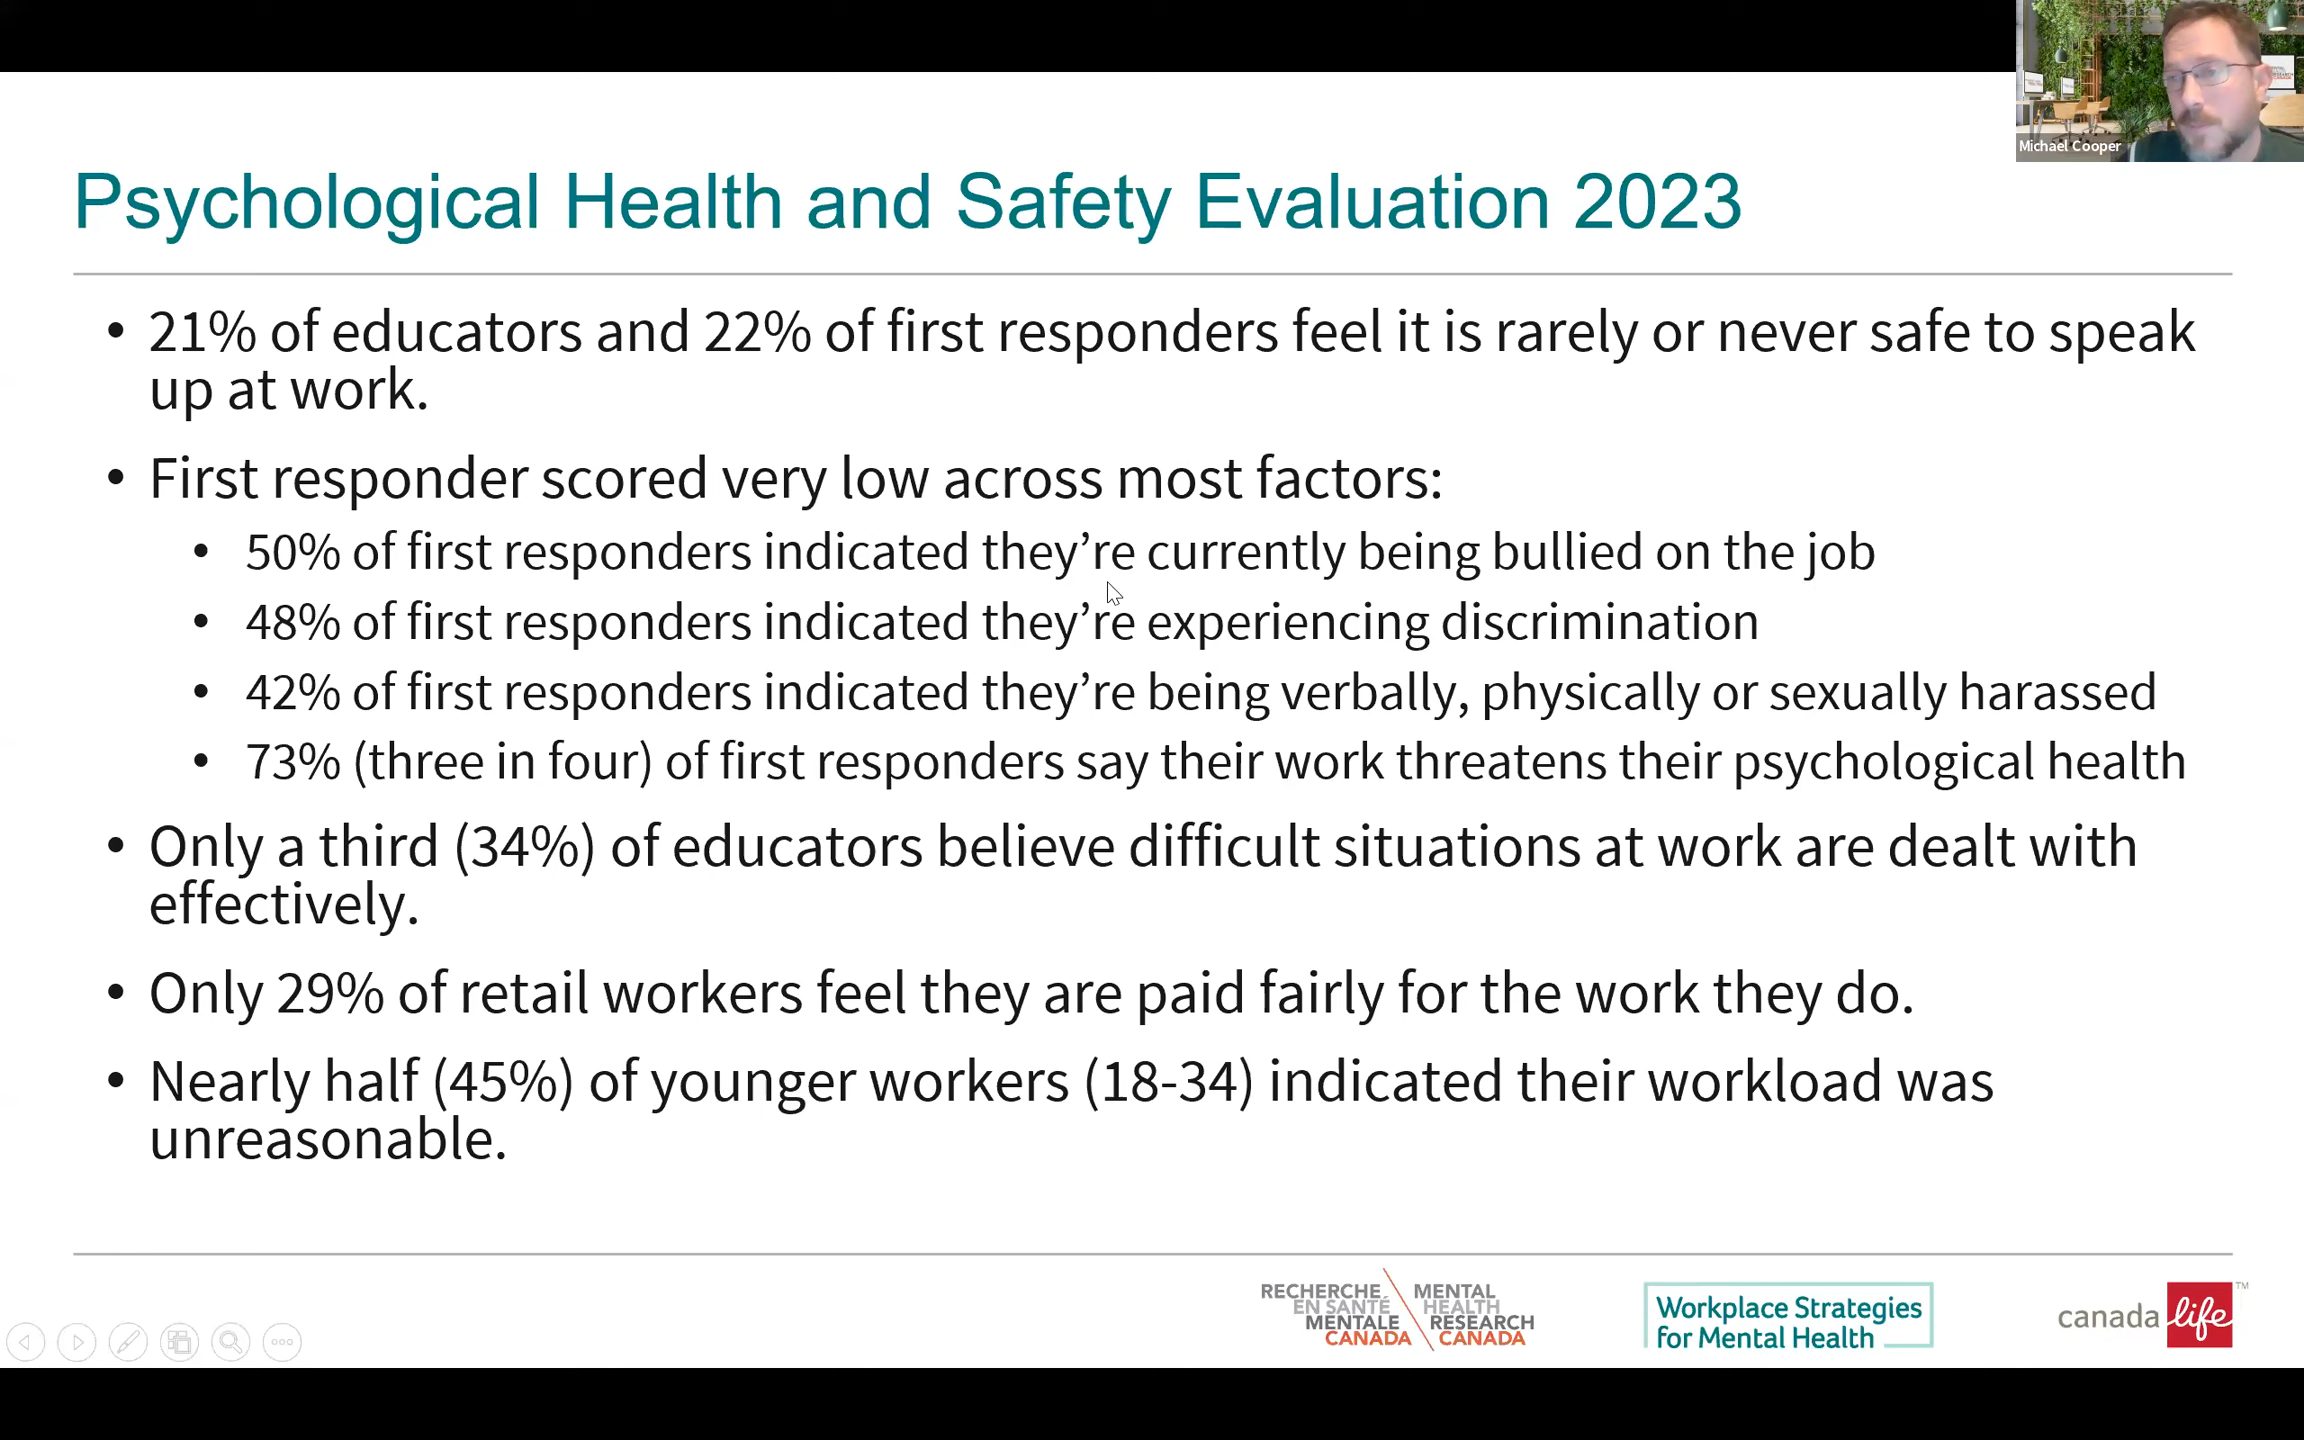 Michael Cooper
Psychological Health and Safety Evaluation 2023
• 21% of educators and 22% of first responders feel it is rarely or never safe to speak
up at work.
• First responder scored very low across most factors:
• 50% of first responders indicated they’re currently being bullied on the job
• 48% of first responders indicated they’re experiencing discrimination
• 42% of first responders indicated they’re being verbally, physically or sexually harassed
• 73% (three in four) of first responders say their work threatens their psychological health
• Only a third (34%) of educators believe difficult situations at work are dealt with
effectively.
• Only 29% of retail workers feel they are paid fairly for the work they do.
• Nearly half (45%) of younger workers (18-34) indicated their workload was
unreasonable.
RECHERCHE
EN SANTÉ
MENTALE
CANADA
MENTAL
HEALTH
RESEARCH
CANADA
Workplace Strategies
for Mental Health
canada life™